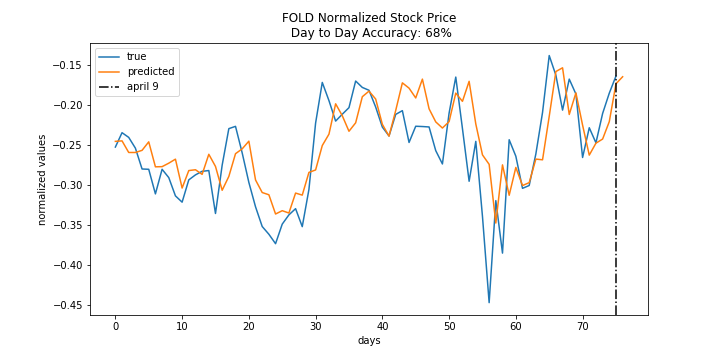 FOLD Normalized Stock Price
Day to Day Accuracy: 68%
true
predicted
april 9
normalized values
−0.15
−0.20
−0.25
−0.30
−0.35
−0.40
−0.45
0 10 20 30 40 50 60 70
days